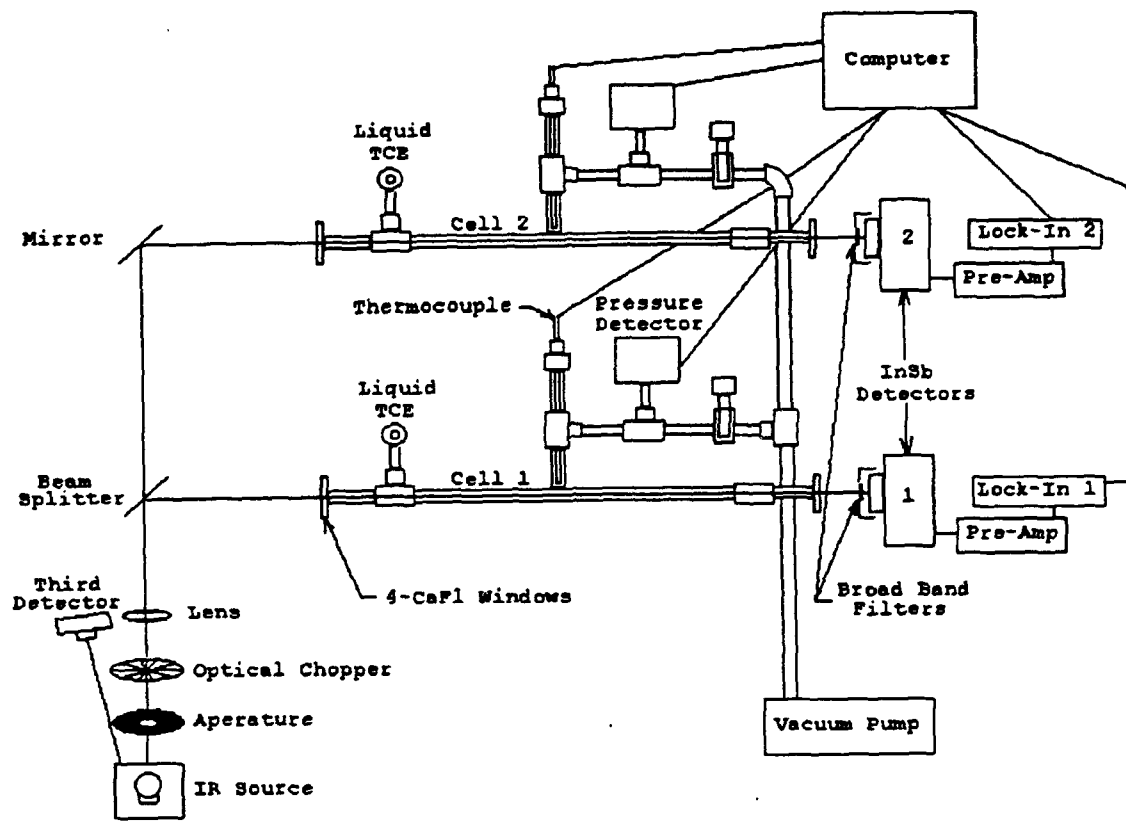 Computer
Liquid
TCE
Cell 2
Mirror
2
Lock-In 2
Pre-Amp
Thermocouple
Pressure
Detector
InSb
Detectors
Liquid
TCE
Cell 1
Beam
Splitter
1
Lock-In 1
Pre-Amp
Third
Detector
Lens
4-CaFl Windows
Broad Band
Filters
Optical Chopper
Aperature
Vacuum Pump
IR Source